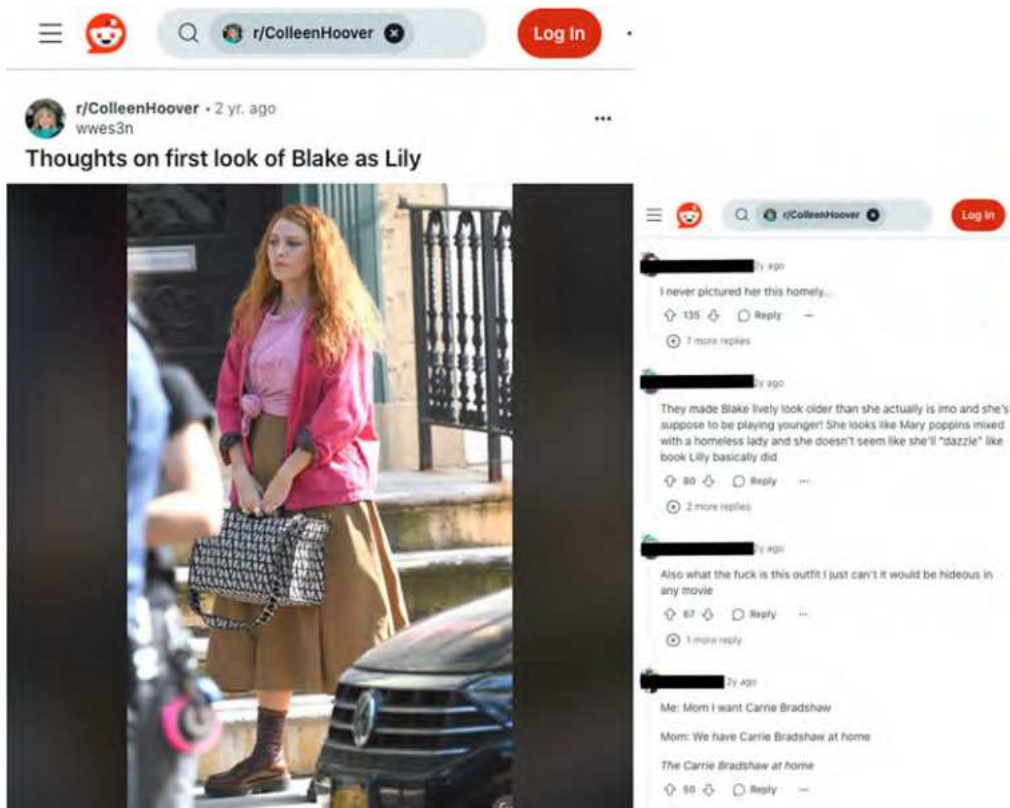 r/ColleenHoover
Log In
r/ColleenHoover • 2 yr. ago
wwes3n
Thoughts on first look of Blake as Lily
r/ColleenHoover
Log In
2y ago
I never pictured her this homely...
135 Reply
7 more replies
2y ago
They made Blake lively look older than she actually is imo and she's
suppose to be playing younger! She looks like Mary poppins mixed
with a homeless lady and she doesn't seem like she'll "dazzle" like
book Lilly basically did
80 Reply
2 more replies
2y ago
Also what the fuck is this outfit I just can't it would be hideous in
any movie
67 Reply
1 more reply
2y ago
Me: Mom I want Carrie Bradshaw
Mom: We have Carrie Bradshaw at home
The Carrie Bradshaw at home
50 Reply